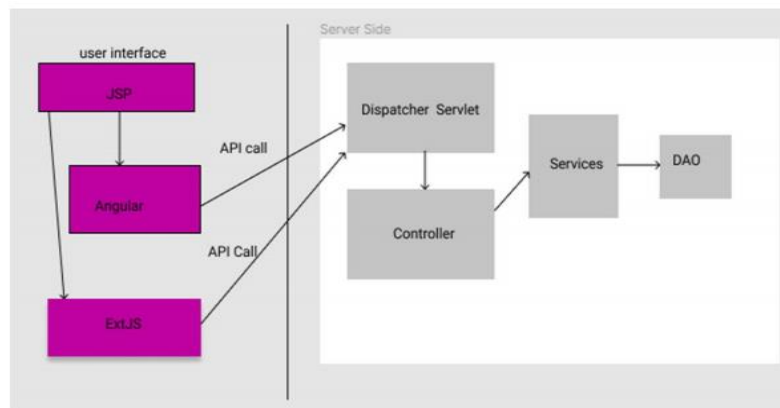 Server Side
user interface
JSP
Dispatcher Servlet
API call
Services
DAO
Angular
Controller
API Call
ExtJS